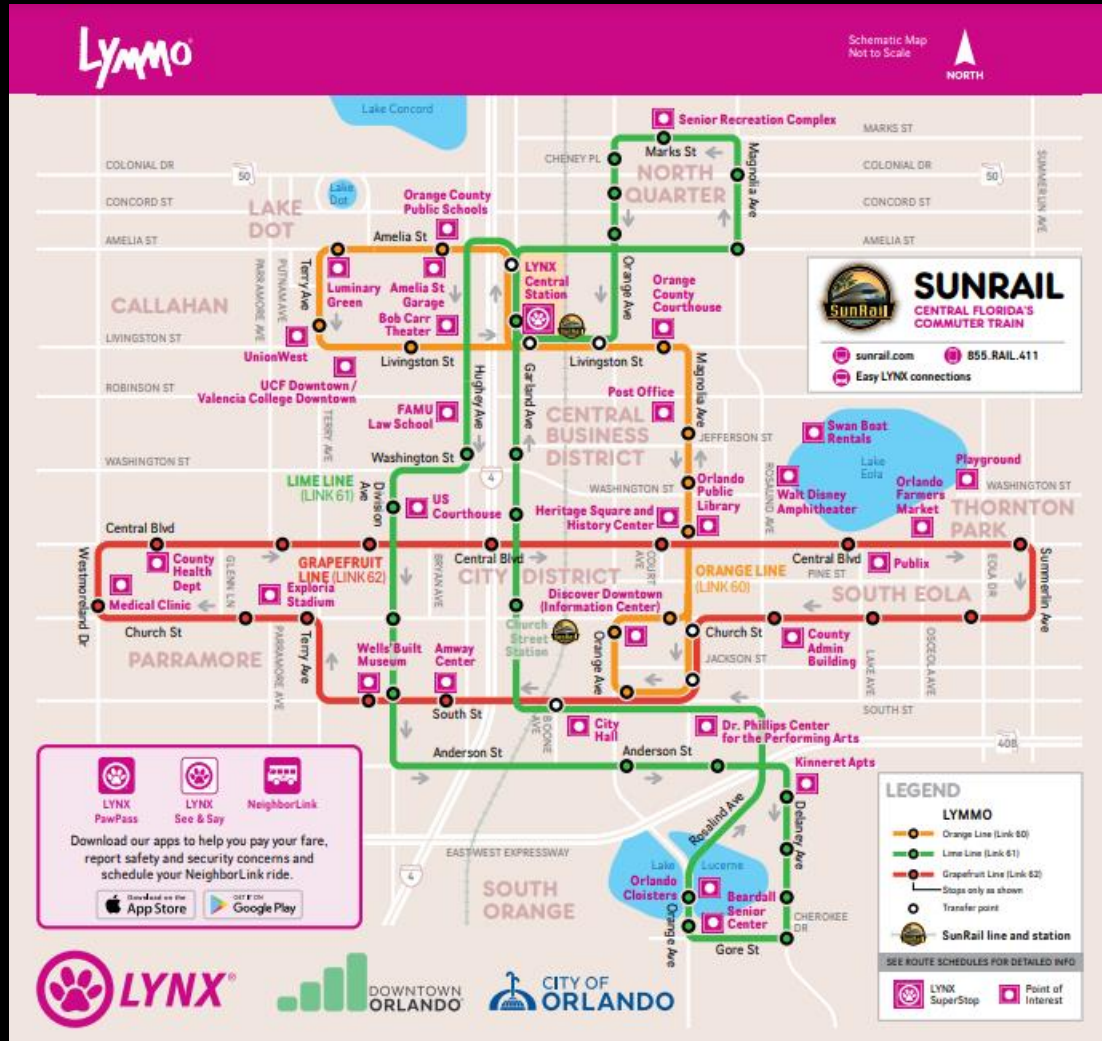 LYMMO
Schematic Map
Not to Scale
NORTH
Lake Concord
Senior Recreation Complex
MARKS ST
Marks St
CHENEY PL
COLONIAL DR
50
NORTH
QUARTER
Magnolia Ave
COLONIAL DR
50
SUMMERLIN AVE
Lake
Dot
Orange County
Public Schools
CONCORD ST
CONCORD ST
LAKE
DOT
AMELIA ST
Amelia St
AMELIA ST
PARRAMORE AVE
PUTNAM AVE
Terry Ave
Luminary
Green
Amelia St
Garage
LYNX
Central
Station
Orange Ave
Orange
County
Courthouse
SunRail
SUNRAIL
CENTRAL FLORIDA'S
COMMUTER TRAIN
sunrail.com
855.RAIL.411
Easy LYNX connections
CALLAHAN
Bob Carr
Theater
LIVINGSTON ST
UnionWest
Livingston St
Livingston St
UCF Downtown /
Valencia College Downtown
ROBINSON ST
TERRY AVE
Hughey Ave
Garland Ave
Magnolia Ave
FAMU
Law School
Post Office
CENTRAL
BUSINESS
DISTRICT
JEFFERSON ST
Swan Boat
Rentals
Lake
Eola
Playground
WASHINGTON ST
Washington St
4
ROSALIND AVE
WASHINGTON ST
WASHINGTON ST
LIME LINE
(LINK 61)
Division
Ave
US
Courthouse
Orlando
Public
Library
Heritage Square and
History Center
Walt Disney
Amphitheater
Orlando
Farmers
Market
THORNTON
PARK
Central Blvd
Central Blvd
Central Blvd
Westmoreland Dr
County
Health
Dept
GLENN LN
GRAPEFRUIT
LINE (LINK 62)
BRYAN AVE
CITY DISTRICT
COURT
AVE
ORANGE LINE
(LINK 60)
PINE ST
Publix
EOLA DR
Summerlin Ave
Medical Clinic
Exploria
Stadium
Discover Downtown
(Information Center)
SOUTH EOLA
Church St
Terry Ave
PARRAMORE AVE
PARRAMORE
Church
Street
Station
Orange Ave
Church St
JACKSON ST
County
Admin
Building
LAKE AVE
OSCEOLA AVE
Wells' Built
Museum
Amway
Center
South St
SOUTH ST
BOONE
AVE
City
Hall
Dr. Phillips Center
for the Performing Arts
408
Anderson St
Anderson St
Kinneret Apts
LYNX
PawPass
LYNX
See & Say
NeighborLink
Download our apps to help you pay your fare,
report safety and security concerns and
schedule your NeighborLink ride.
Download on the
App Store
GET IT ON
Google Play
EAST-WEST EXPRESSWAY
4
Rosalind Ave
Delaney Ave
Lake
Lucerne
SOUTH
ORANGE
Orlando
Cloisters
Beardall
Senior
Center
Orange Ave
CHEROKEE
DR
Gore St
LEGEND
LYMMO
Orange Line (Link 60)
Lime Line (Link 61)
Grapefruit Line (Link 62)
Stops only as shown
Transfer point
SunRail line and station
SEE ROUTE SCHEDULES FOR DETAILED INFO
LYNX
SuperStop
Point of
Interest
LYNX®
DOWNTOWN
ORLANDO
CITY OF
ORLANDO